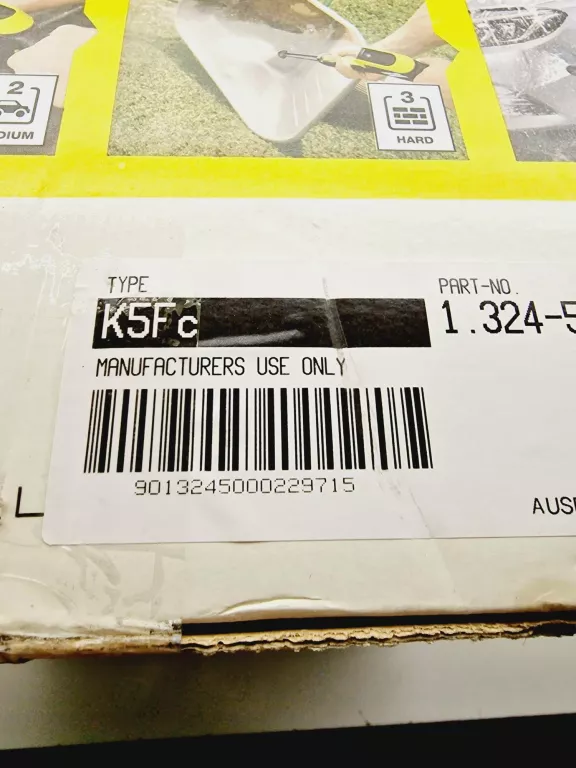 2
DIUM
3
HARD
TYPE
PART-NO.
K5Fc
1.324-5
MANUFACTURERS USE ONLY
9013245000229715
L
AUS